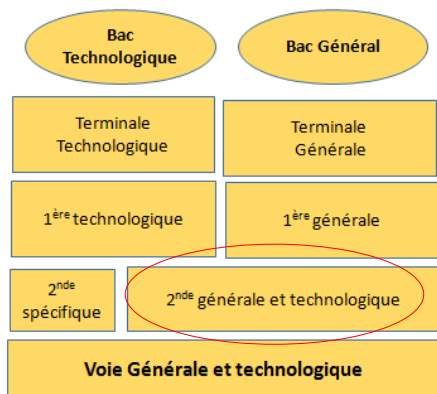 Bac
Technologique
Bac Général
Terminale
Technologique
Terminale
Générale
1ère technologique
1ère générale
2nde
spécifique
2nde générale et technologique
Voie Générale et technologique